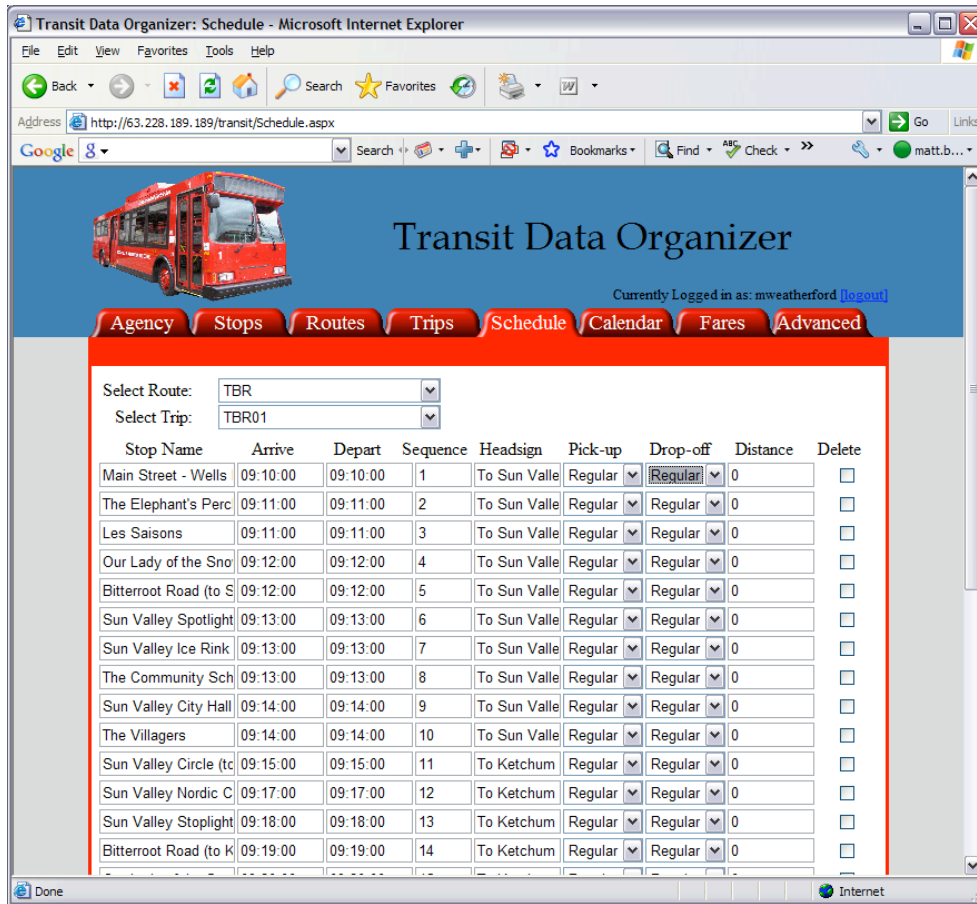 Transit Data Organizer: Schedule - Microsoft Internet Explorer
File Edit View Favorites Tools Help
Back Search Favorites
Address http://63.228.189.189/transit/Schedule.aspx Go Links
Google Search Bookmarks Find Check matt.b...
Transit Data Organizer
Currently Logged in as: mweatherford [logout]
Agency Stops Routes Trips Schedule Calendar Fares Advanced
Select Route: TBR
Select Trip: TBR01
Stop Name Arrive Depart Sequence Headsign Pick-up Drop-off Distance Delete
Main Street - Wells 09:10:00 09:10:00 1 To Sun Valle Regular Regular 0
The Elephant's Perc 09:11:00 09:11:00 2 To Sun Valle Regular Regular 0
Les Saisons 09:11:00 09:11:00 3 To Sun Valle Regular Regular 0
Our Lady of the Sno 09:12:00 09:12:00 4 To Sun Valle Regular Regular 0
Bitterroot Road (to S 09:12:00 09:12:00 5 To Sun Valle Regular Regular 0
Sun Valley Spotlight 09:13:00 09:13:00 6 To Sun Valle Regular Regular 0
Sun Valley Ice Rink 09:13:00 09:13:00 7 To Sun Valle Regular Regular 0
The Community Sch 09:13:00 09:13:00 8 To Sun Valle Regular Regular 0
Sun Valley City Hall 09:14:00 09:14:00 9 To Sun Valle Regular Regular 0
The Villagers 09:14:00 09:14:00 10 To Sun Valle Regular Regular 0
Sun Valley Circle (to 09:15:00 09:15:00 11 To Ketchum Regular Regular 0
Sun Valley Nordic C 09:17:00 09:17:00 12 To Ketchum Regular Regular 0
Sun Valley Stoplight 09:18:00 09:18:00 13 To Ketchum Regular Regular 0
Bitterroot Road (to K 09:19:00 09:19:00 14 To Ketchum Regular Regular 0
Done Internet